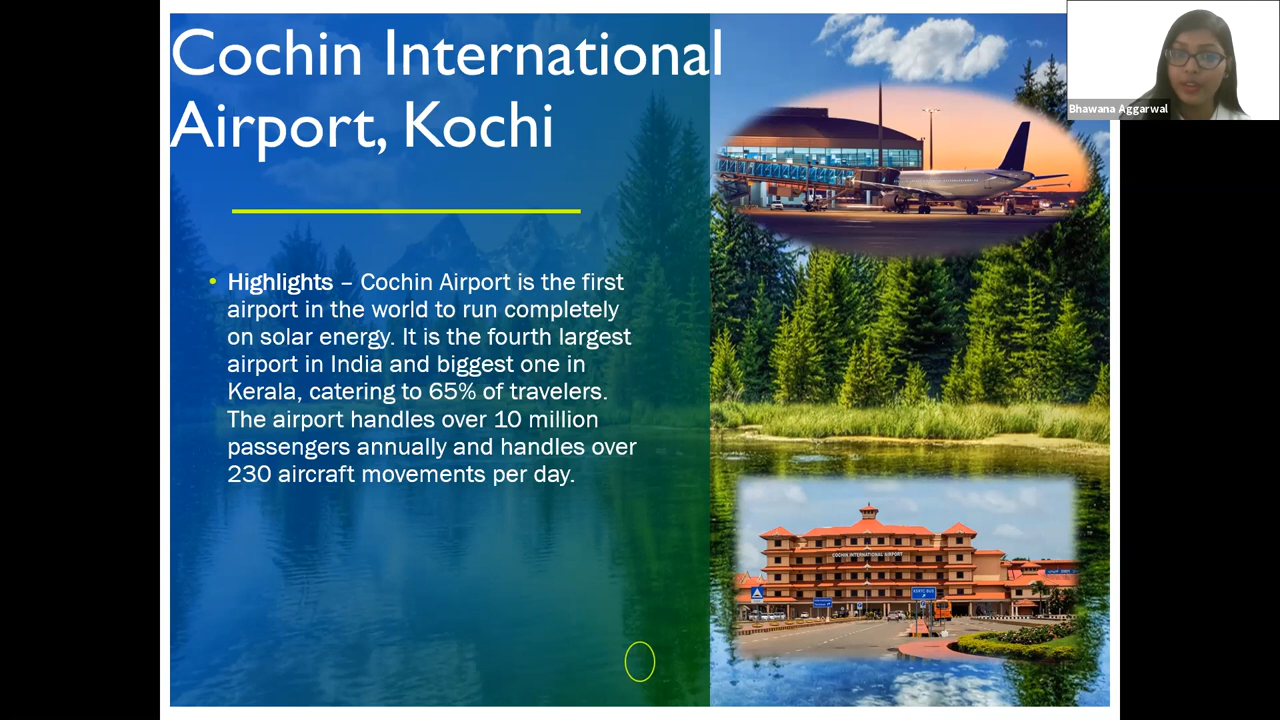 Cochin International
Airport, Kochi
Bhawana Aggarwal
• Highlights – Cochin Airport is the first
airport in the world to run completely
on solar energy. It is the fourth largest
airport in India and biggest one in
Kerala, catering to 65% of travelers.
The airport handles over 10 million
passengers annually and handles over
230 aircraft movements per day.
COCHIN INTERNATIONAL AIRPORT
KSRTC BUS